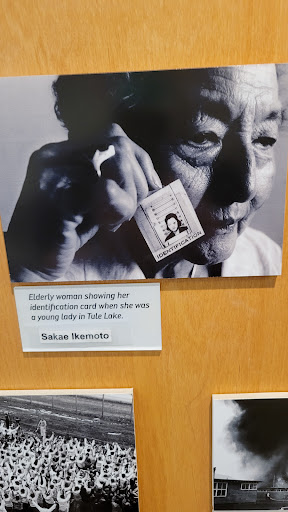 IDENTIFICATION
Elderly woman showing her
identification card when she was
a young lady in Tule Lake.
Sakae Ikemoto